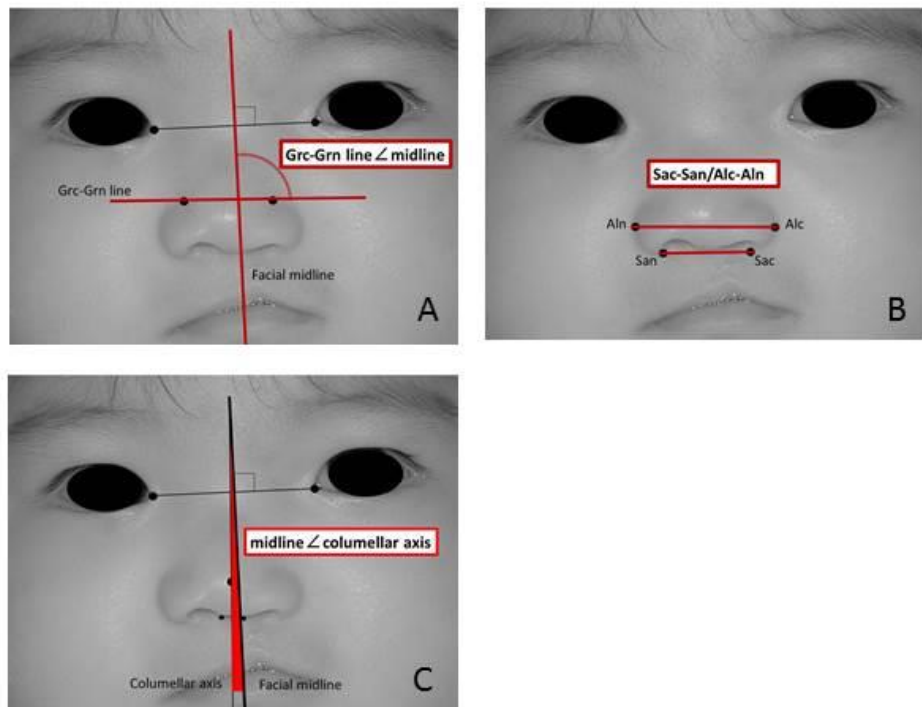 Grc-Grn line∠midline
Grc-Grn line
Facial midline
A
Sac-San/Alc-Aln
Aln
Alc
San
Sac
B
midline∠columellar axis
Columellar axis
Facial midline
C